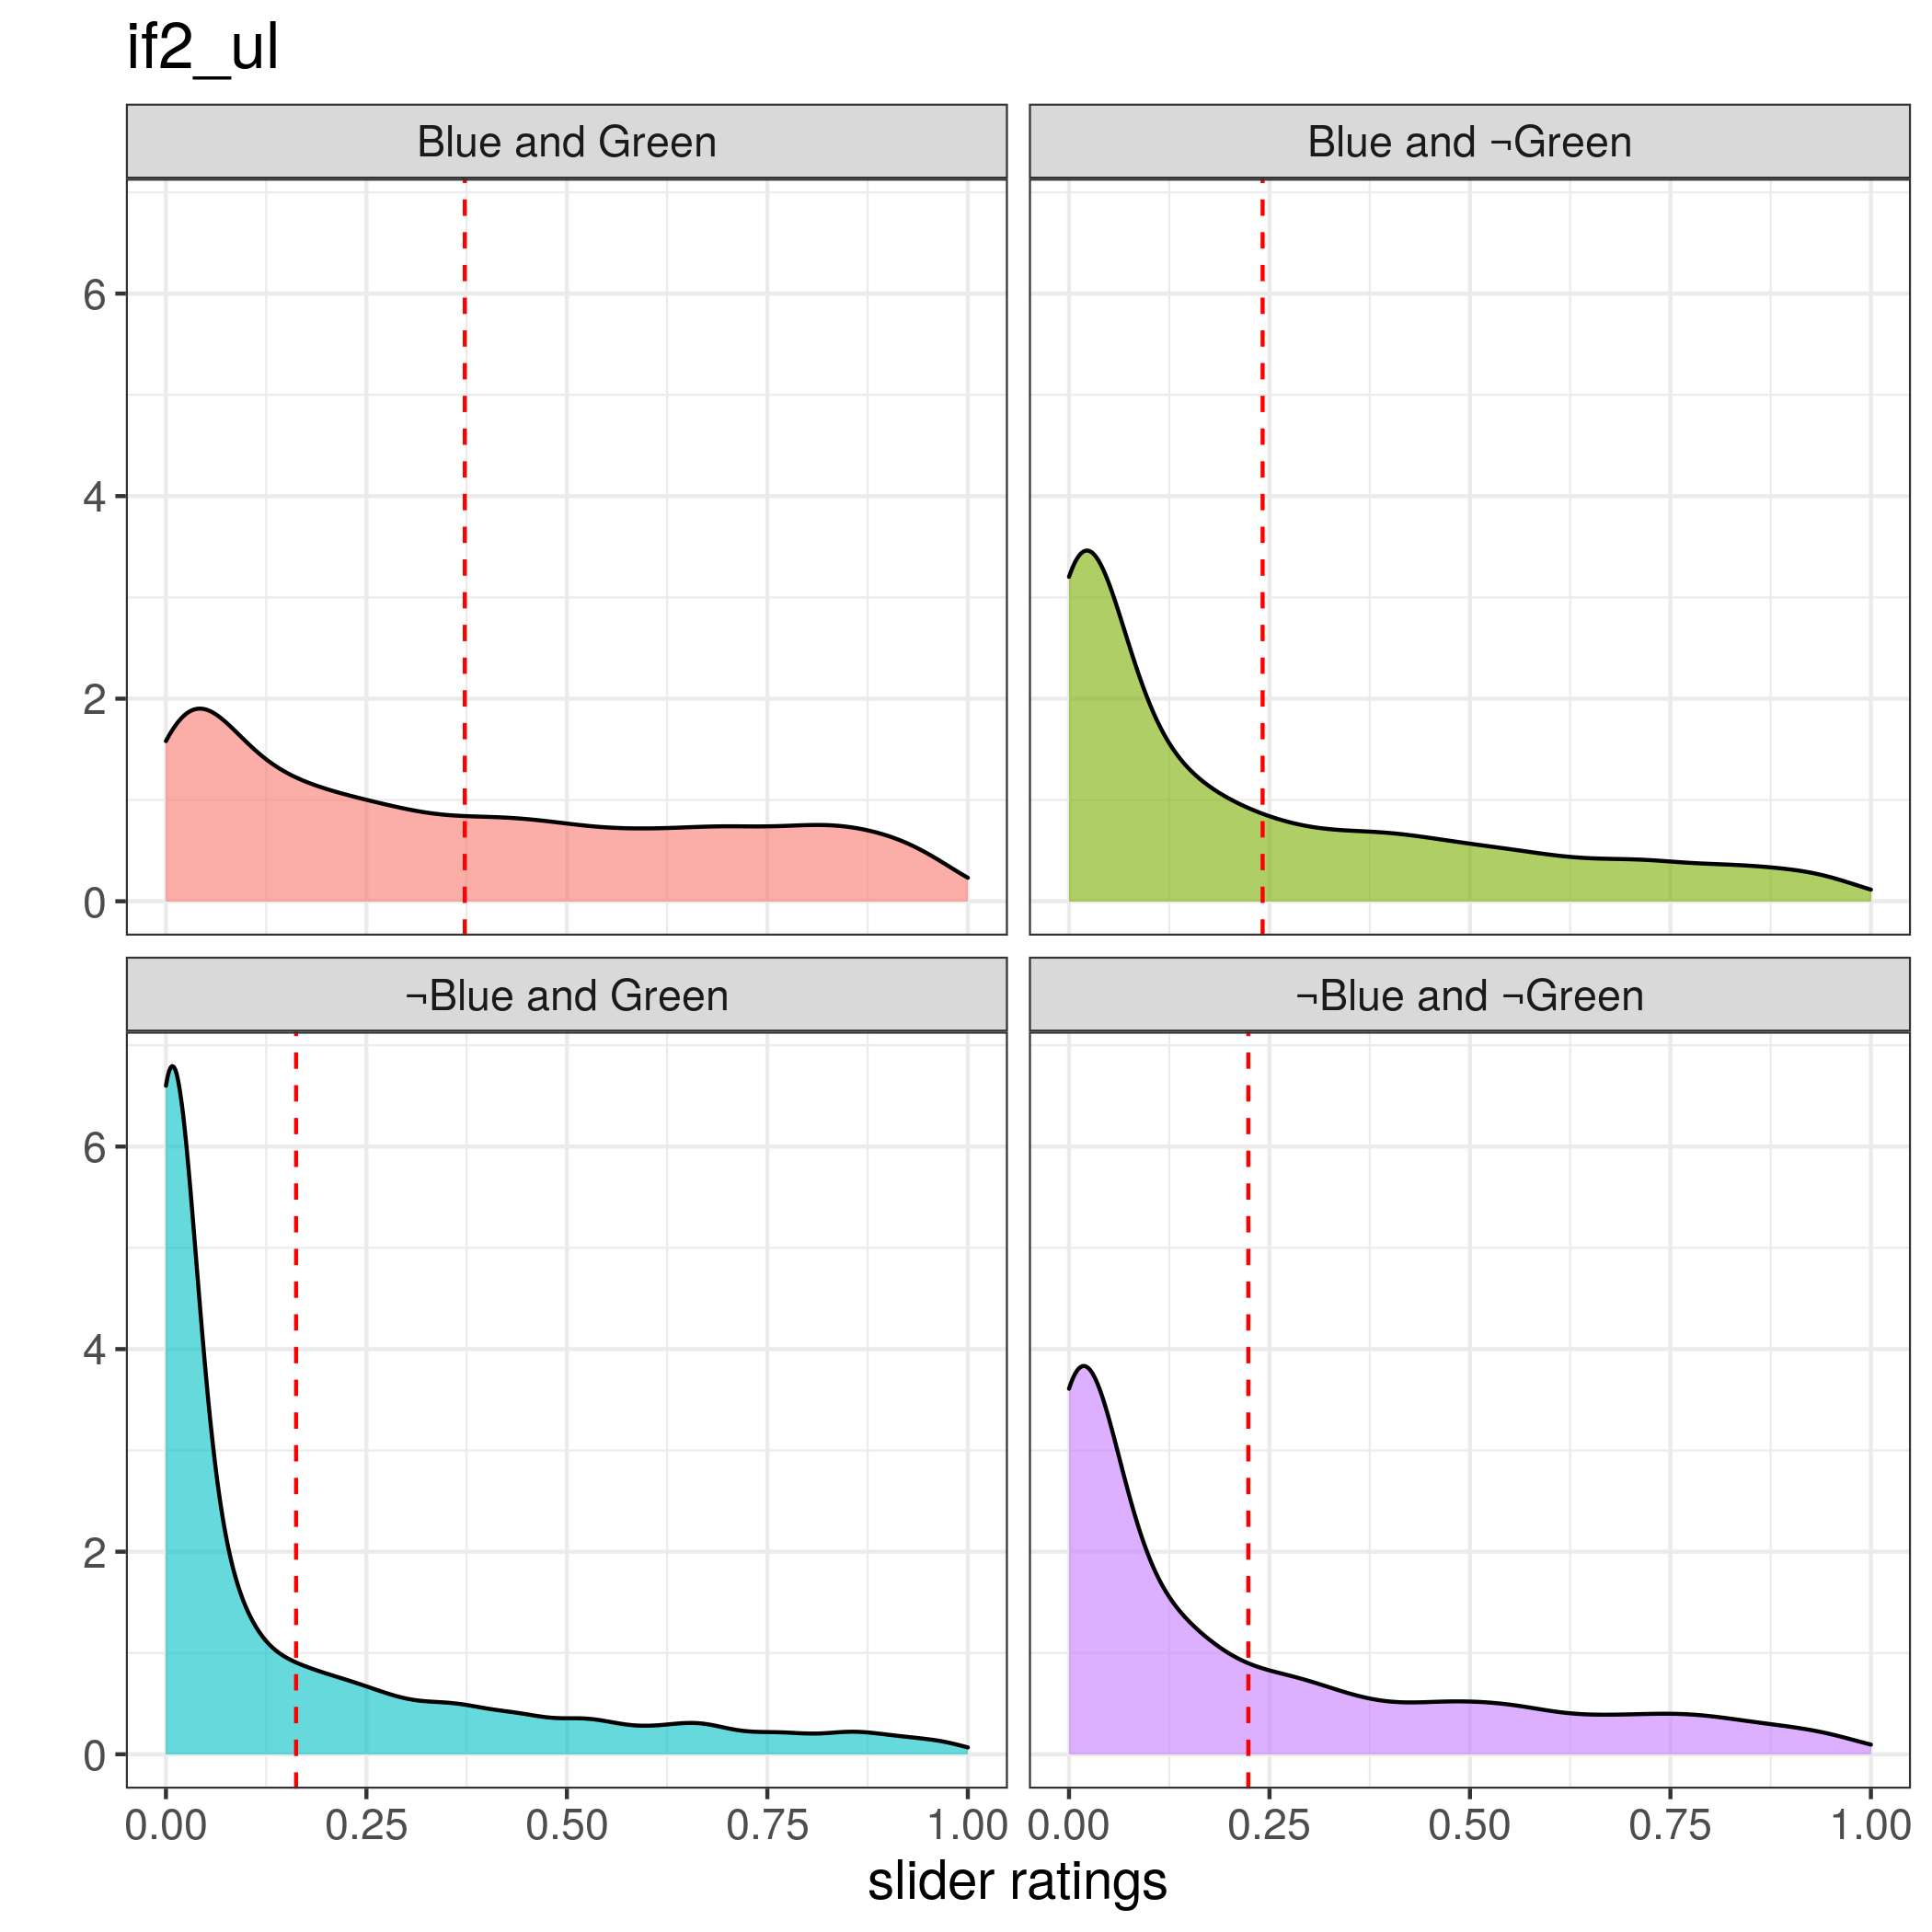 if2_ul
Blue and Green
Blue and ¬Green
6
4
2
0
¬Blue and Green
¬Blue and ¬Green
6
4
2
0
0.00 0.25 0.50 0.75 1.00
0.00 0.25 0.50 0.75 1.00
slider ratings